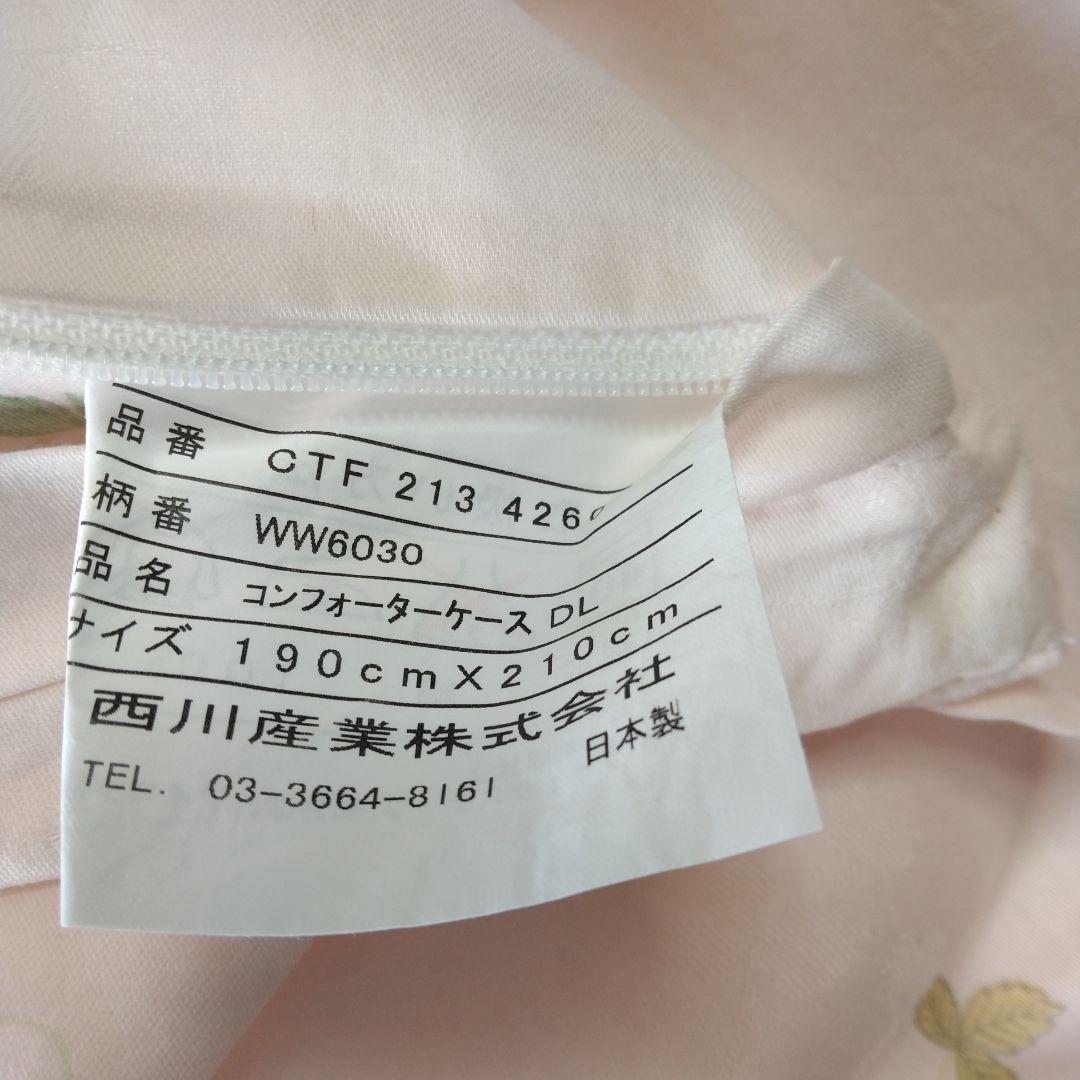 品番 CTF 213 426
柄番 WW6030
品名 コンフォーターケース DL
サイズ 190cm X 210cm
西川産業株式会社
日本製
TEL. 03-3664-8161